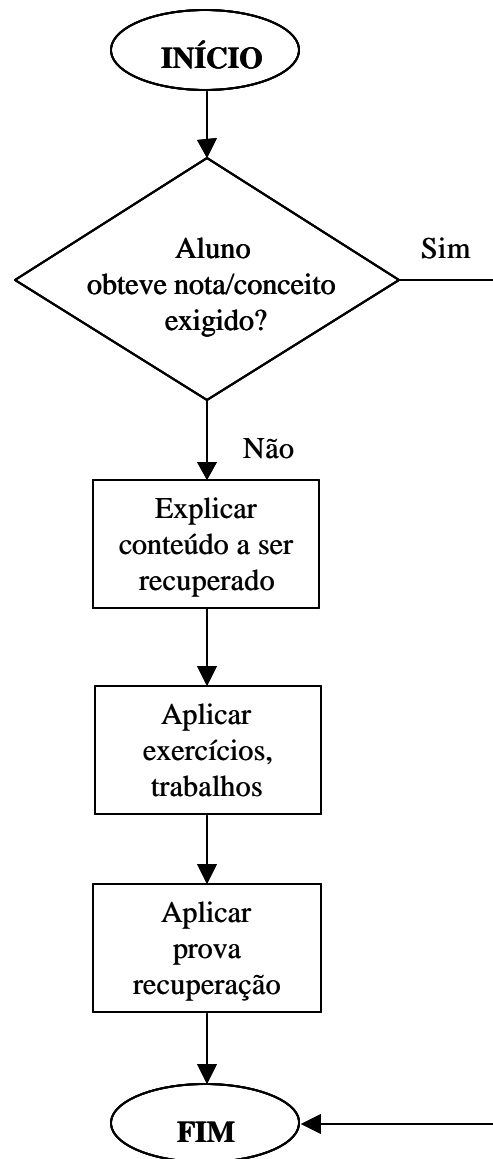 INÍCIO
Aluno
obteve nota/conceito
exigido?
Sim
Não
Explicar
conteúdo a ser
recuperado
Aplicar
exercícios,
trabalhos
Aplicar
prova
recuperação
FIM